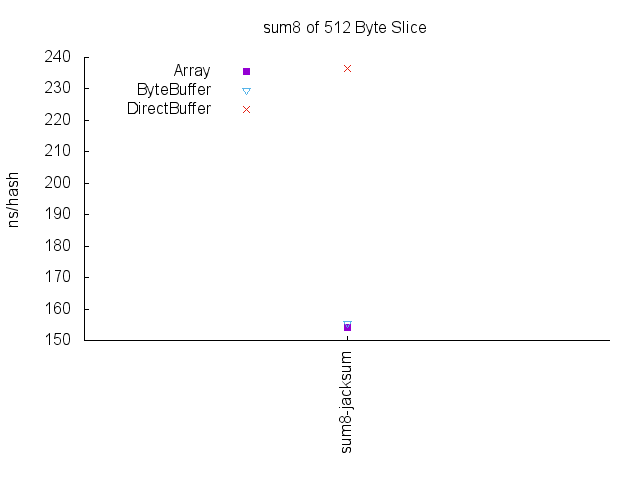 sum8 of 512 Byte Slice
240
230
220
210
200
190
180
170
160
150
ns/hash
Array
ByteBuffer
DirectBuffer
sum8-jacksum